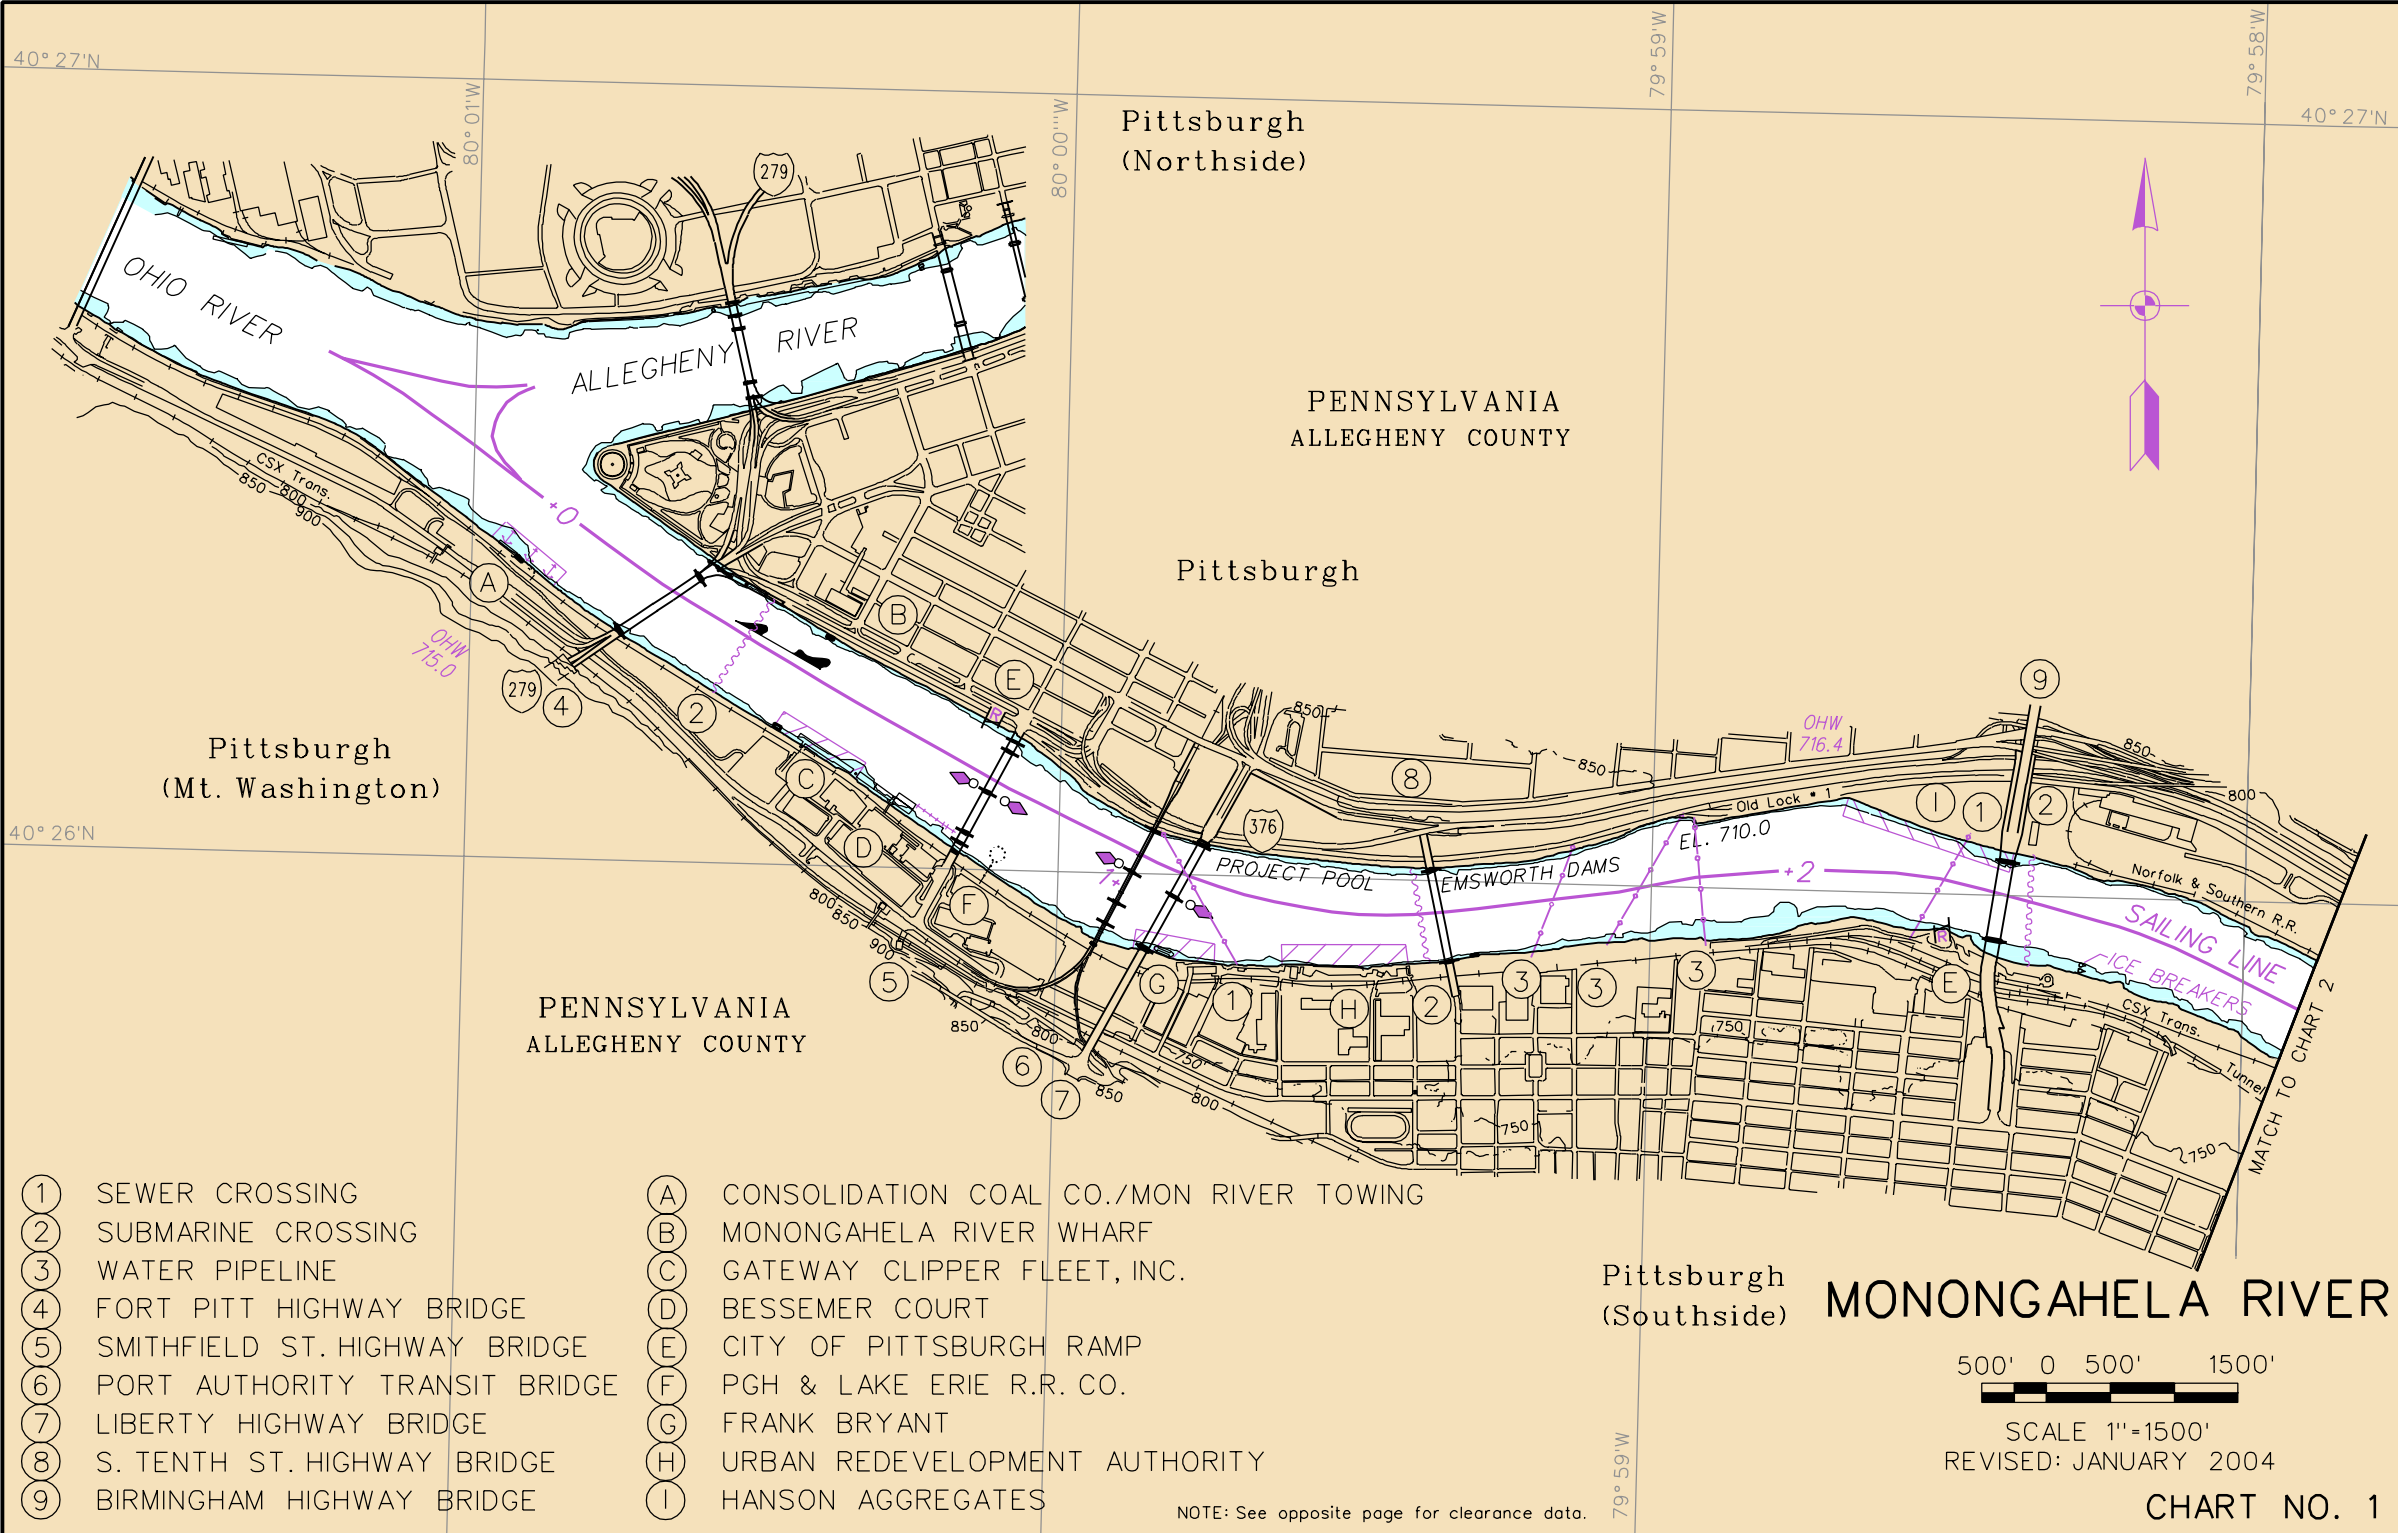 40° 27'N
80° 01'W
80° 00'''W
79° 59'W
79° 58'W
40° 27'N
Pittsburgh
(Northside)
279
OHIO RIVER
ALLEGHENY RIVER
PENNSYLVANIA
ALLEGHENY COUNTY
CSX Trans.
850
800
900
+0
Pittsburgh
A
B
OHW
715.0
279
4
2
E
R
9
850
OHW
716.4
850
850
800
Pittsburgh
(Mt. Washington)
C
8
Old Lock # 1
I
1
2
376
EL. 710.0
40° 26'N
D
PROJECT POOL
EMSWORTH DAMS
+2
1+
Norfolk & Southern R.R.
F
800
850
900
SAILING LINE
R
ICE BREAKERS
5
G
1
H
2
3
3
3
E
CSX Trans.
PENNSYLVANIA
ALLEGHENY COUNTY
850
800
750
750
Tunnel
6
7
850
800
750
750
MATCH TO CHART 2
1 SEWER CROSSING
2 SUBMARINE CROSSING
3 WATER PIPELINE
4 FORT PITT HIGHWAY BRIDGE
5 SMITHFIELD ST. HIGHWAY BRIDGE
6 PORT AUTHORITY TRANSIT BRIDGE
7 LIBERTY HIGHWAY BRIDGE
8 S. TENTH ST. HIGHWAY BRIDGE
9 BIRMINGHAM HIGHWAY BRIDGE
A CONSOLIDATION COAL CO./MON RIVER TOWING
B MONONGAHELA RIVER WHARF
C GATEWAY CLIPPER FLEET, INC.
D BESSEMER COURT
E CITY OF PITTSBURGH RAMP
F PGH & LAKE ERIE R.R. CO.
G FRANK BRYANT
H URBAN REDEVELOPMENT AUTHORITY
I HANSON AGGREGATES
NOTE: See opposite page for clearance data.
79° 59'W
Pittsburgh
(Southside)
MONONGAHELA RIVER
500' 0 500' 1500'
SCALE 1"=1500'
REVISED: JANUARY 2004
CHART NO. 1